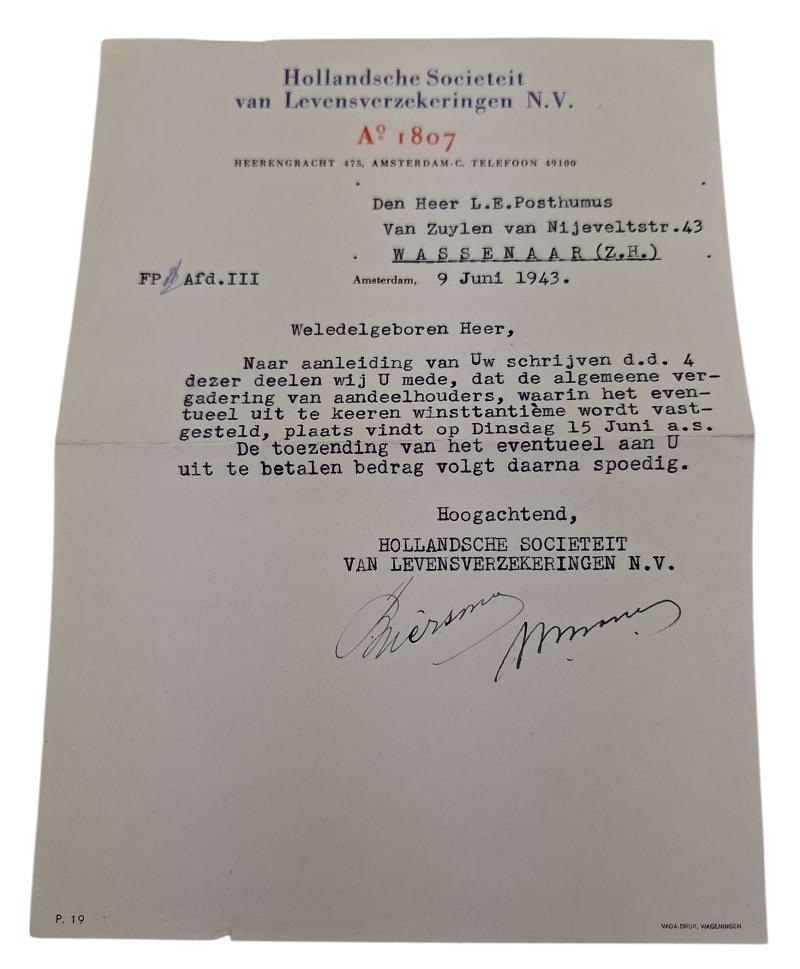 Hollandsche Societeit
van Levensverzekeringen N.V.
Aº 1807
HEERENGRACHT 475, AMSTERDAM-C. TELEFOON 49100
Den Heer L.E.Posthumus
Van Zuylen van Nijeveltstr.43
WASSENAAR (Z.H.)
FP Afd.III
Amsterdam, 9 Juni 1943.
Weledelgeboren Heer,
Naar aanleiding van Uw schrijven d.d. 4
dezer deelen wij U mede, dat de algemeene ver-
gadering van aandeelhouders, waarin het even-
tueel uit te keeren winsttantième wordt vast-
gesteld, plaats vindt op Dinsdag 15 Juni a.s.
De toezending van het eventueel aan U
uit te betalen bedrag volgt daarna spoedig.
Hoogachtend,
HOLLANDSCHE SOCIETEIT
VAN LEVENSVERZEKERINGEN N.V.
P. 19
VADA-DRUK, WAGENINGEN